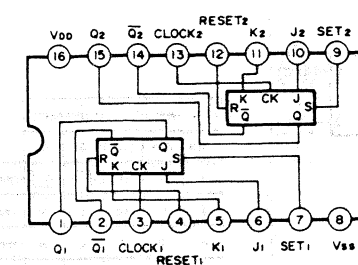 RESET2
VDD Q2 Q̅2 CLOCK2 K2 J2 SET2
16 15 14 13 12 11 10 9
K CK J
R S
Q̅ Q
Q
Q̅
R S
K CK J
1 2 3 4 5 6 7 8
Q1 Q̅1 CLOCK1 K1 J1 SET1 VSS
RESET1